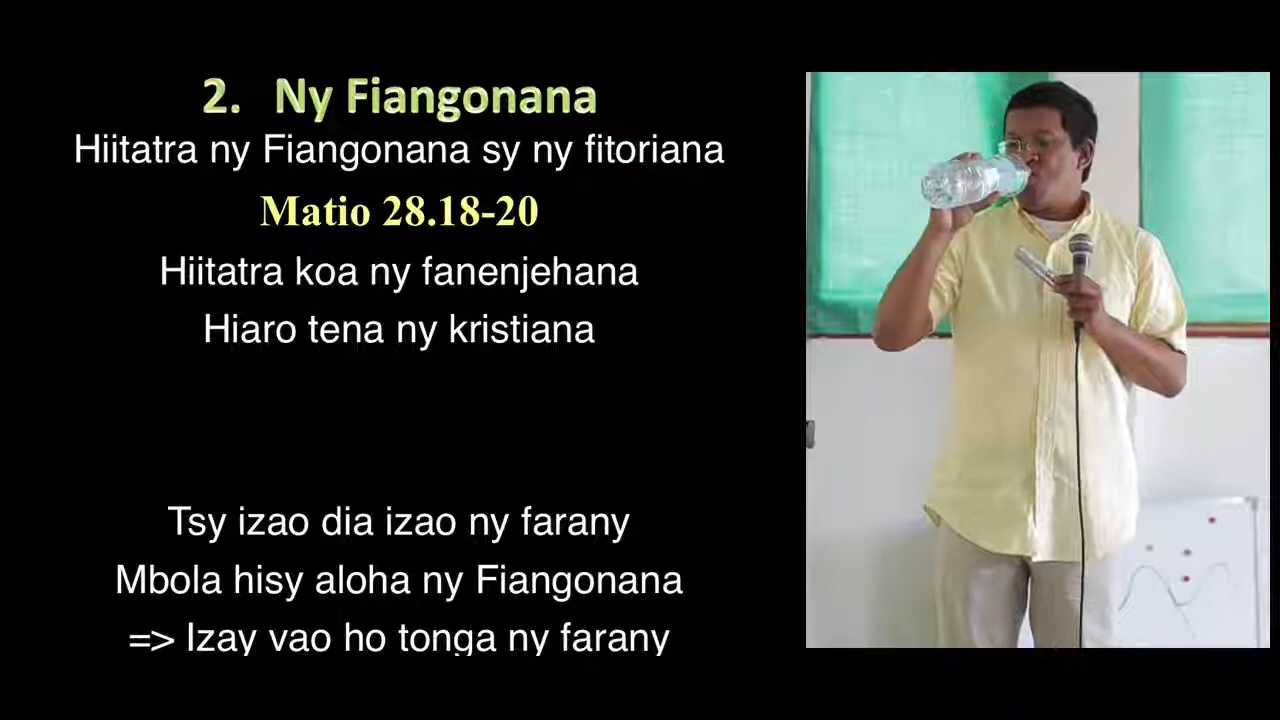 2. Ny Fiangonana
Hiitatra ny Fiangonana sy ny fitoriana
Matio 28.18-20
Hiitatra koa ny fanenjehana
Hiaro tena ny kristiana
Tsy izao dia izao ny farany
Mbola hisy aloha ny Fiangonana
=> Izay vao ho tonga ny farany